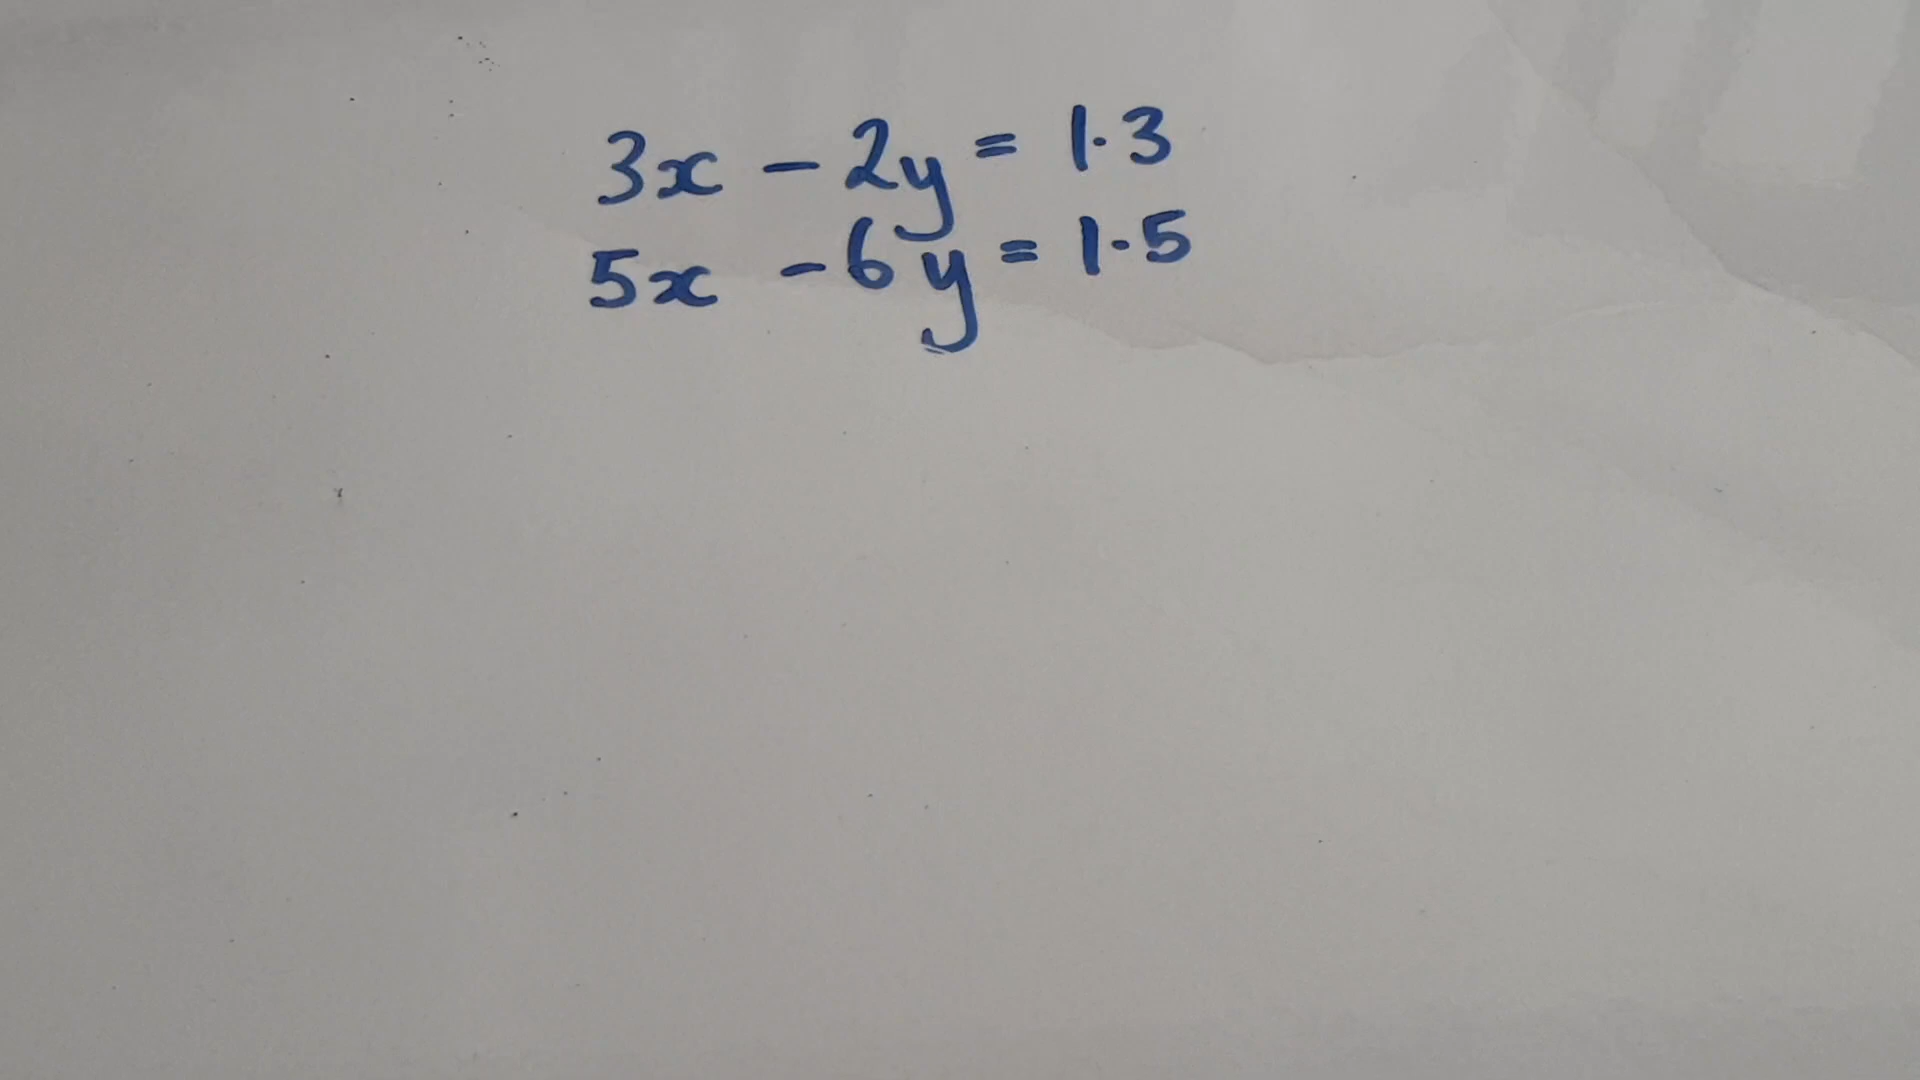 3x - 2y = 1·3
5x - 6y = 1·5